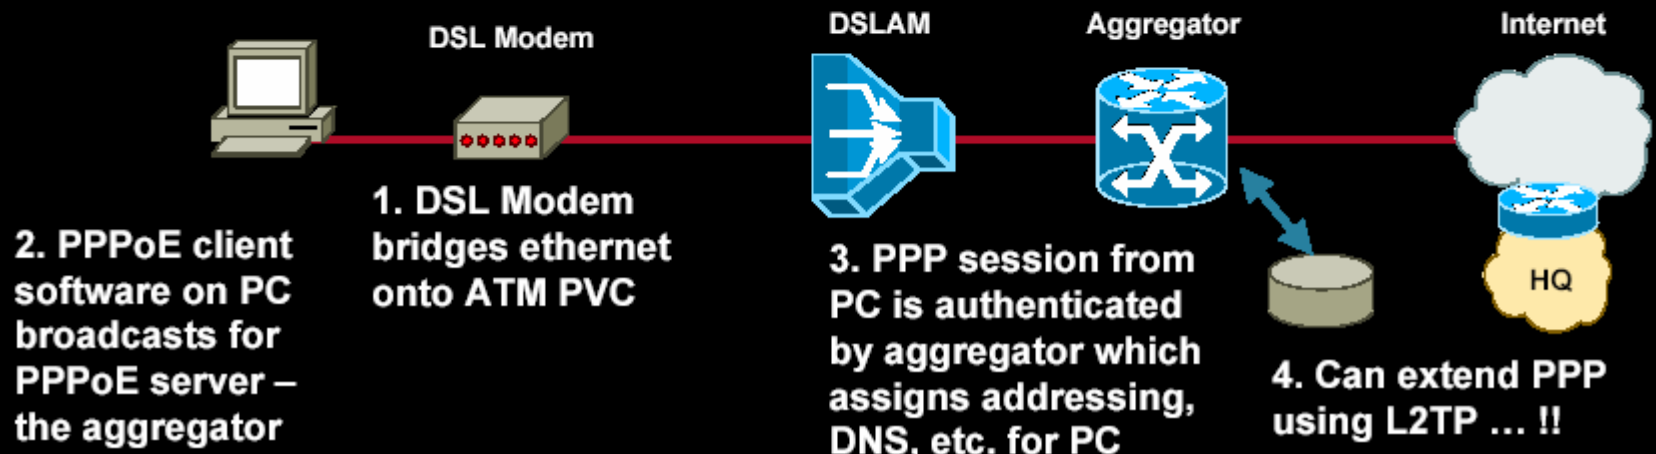 DSL Modem
DSLAM
Aggregator
Internet
1. DSL Modem
bridges ethernet
onto ATM PVC
2. PPPoE client
software on PC
broadcasts for
PPPoE server –
the aggregator
3. PPP session from
PC is authenticated
by aggregator which
assigns addressing,
DNS, etc. for PC
HQ
4. Can extend PPP
using L2TP ... !!